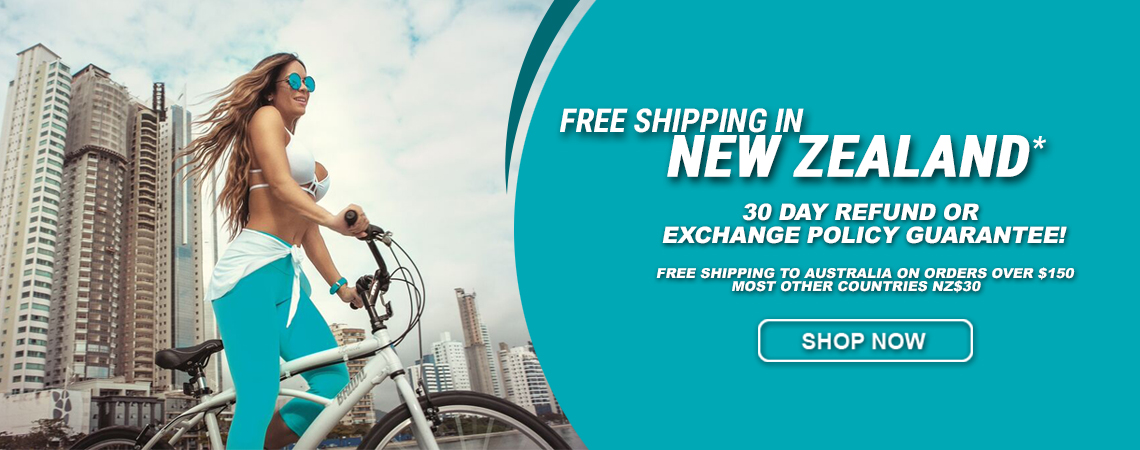 FREE SHIPPING IN
NEW ZEALAND*
30 DAY REFUND OR
EXCHANGE POLICY GUARANTEE!
FREE SHIPPING TO AUSTRALIA ON ORDERS OVER $150
MOST OTHER COUNTRIES NZ$30
SHOP NOW